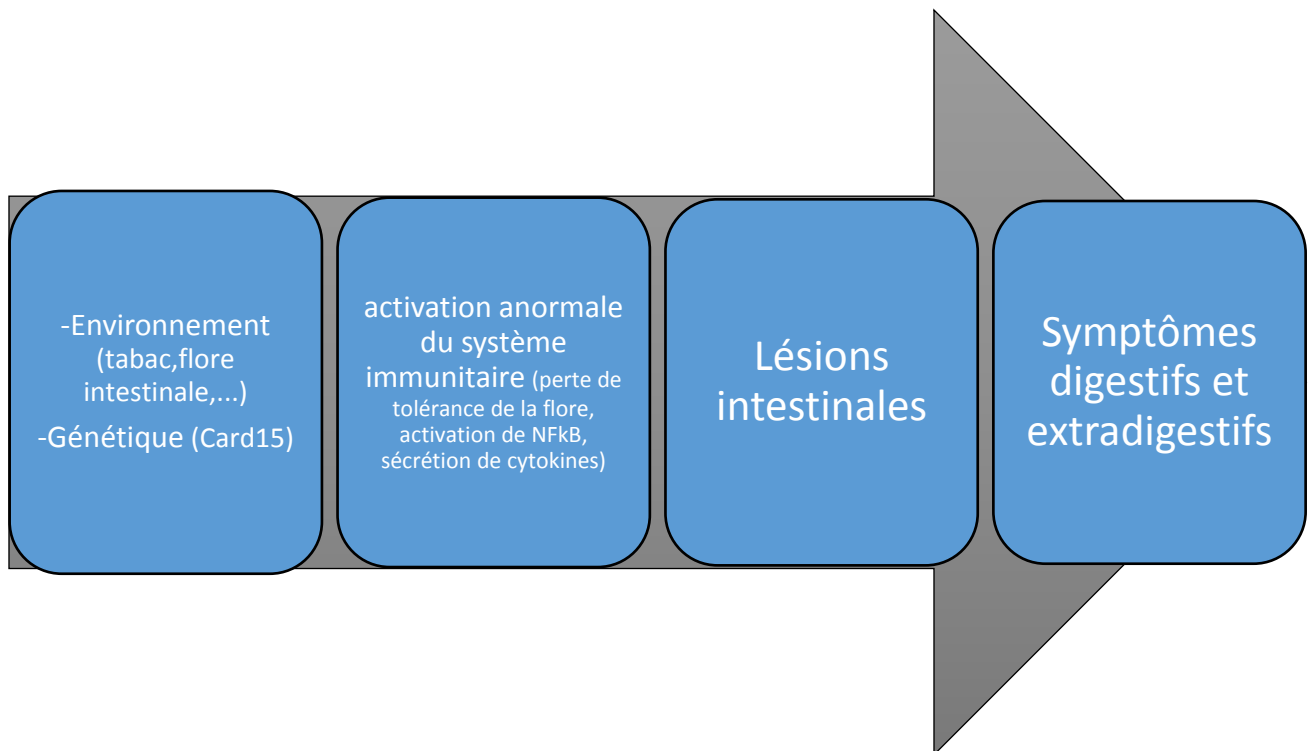 -Environnement
(tabac,flore
intestinale,...)
-Génétique (Card15)
activation anormale
du système
immunitaire (perte de
tolérance de la flore,
activation de NFkB,
sécrétion de cytokines)
Lésions
intestinales
Symptômes
digestifs et
extradigestifs